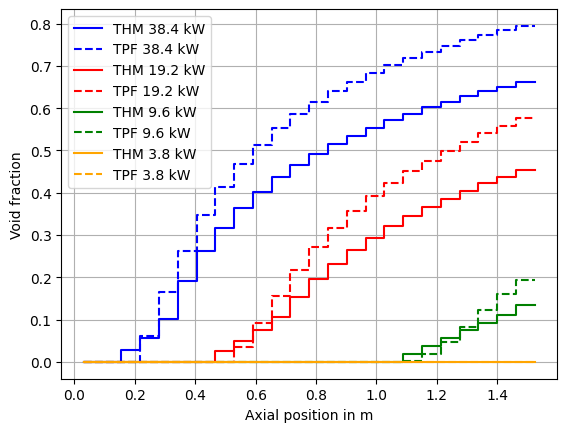 THM 38.4 kW
TPF 38.4 kW
THM 19.2 kW
TPF 19.2 kW
THM 9.6 kW
TPF 9.6 kW
THM 3.8 kW
TPF 3.8 kW
Void fraction
0.8
0.7
0.6
0.5
0.4
0.3
0.2
0.1
0.0
0.0 0.2 0.4 0.6 0.8 1.0 1.2 1.4
Axial position in m